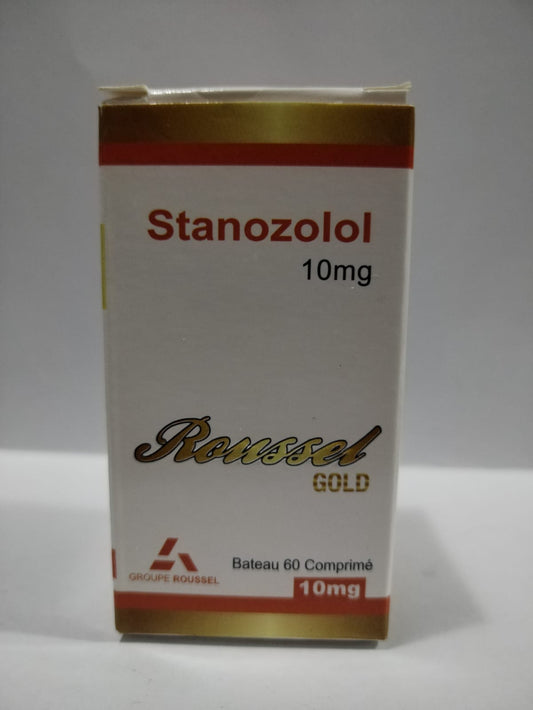 Stanozolol
10mg
Roussel
GOLD
GROUPE ROUSSEL
Bateau 60 Comprimé
10mg